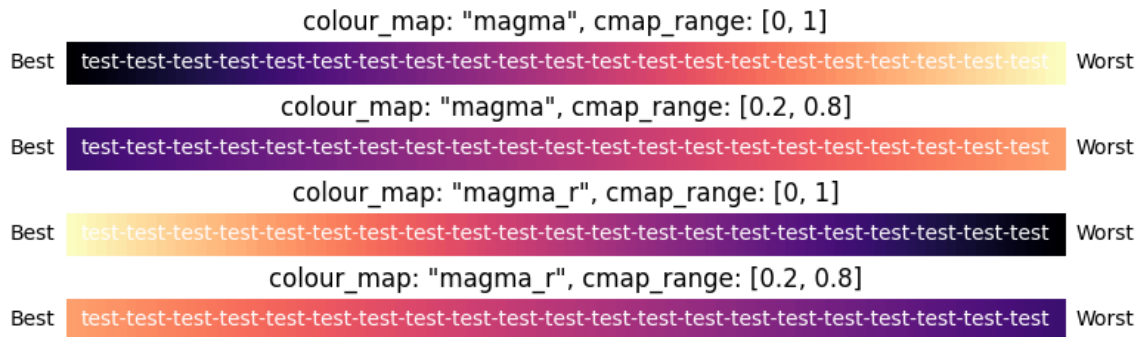 colour_map: "magma", cmap_range: [0, 1]
Best test-test-test-test-test-test-test-test-test-test-test-test-test-test-test-test-test-test-test-test-test Worst
colour_map: "magma", cmap_range: [0.2, 0.8]
Best test-test-test-test-test-test-test-test-test-test-test-test-test-test-test-test-test-test-test-test-test Worst
colour_map: "magma_r", cmap_range: [0, 1]
Best test-test-test-test-test-test-test-test-test-test-test-test-test-test-test-test-test-test-test-test-test Worst
colour_map: "magma_r", cmap_range: [0.2, 0.8]
Best test-test-test-test-test-test-test-test-test-test-test-test-test-test-test-test-test-test-test-test-test Worst